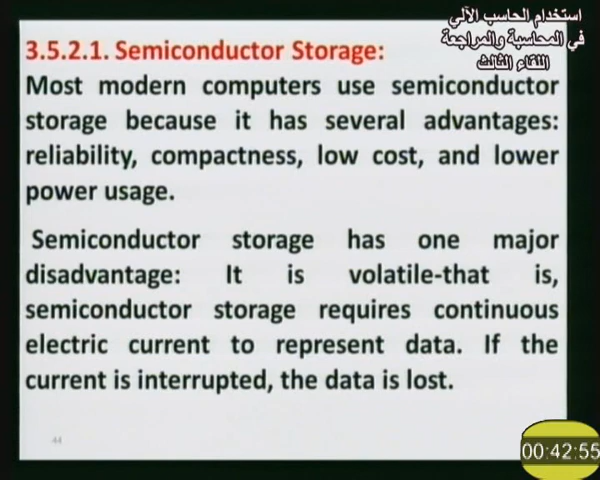 استخدام الحاسب الآلي
في المحاسبة والمراجعة
اللقاء الثالث
3.5.2.1. Semiconductor Storage:
Most modern computers use semiconductor
storage because it has several advantages:
reliability, compactness, low cost, and lower
power usage.
Semiconductor storage has one major
disadvantage: It is volatile-that is,
semiconductor storage requires continuous
electric current to represent data. If the
current is interrupted, the data is lost.
44
00:42:55